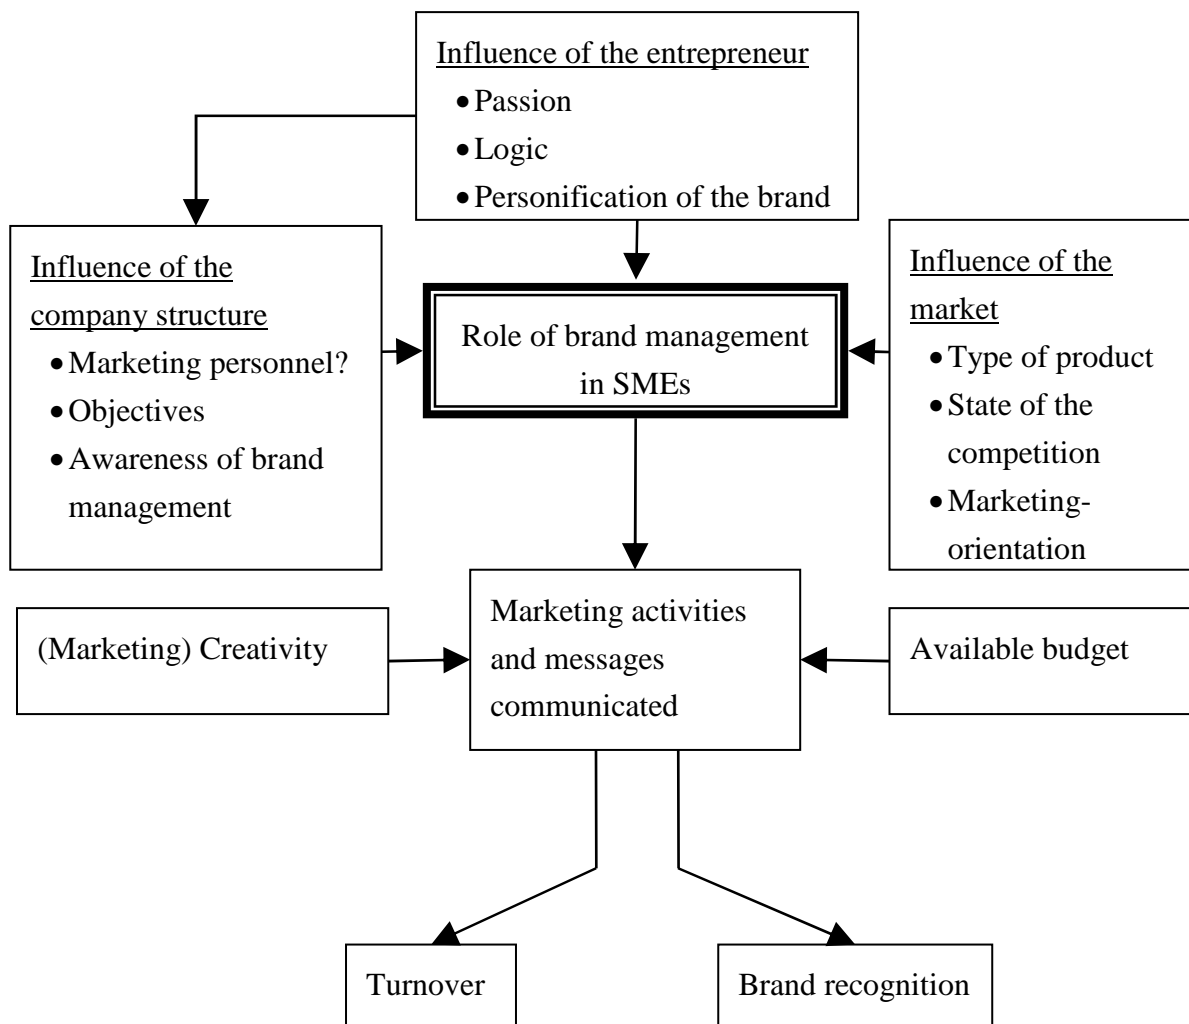 Influence of the entrepreneur
• Passion
• Logic
• Personification of the brand
Influence of the
company structure
• Marketing personnel?
• Objectives
• Awareness of brand
management
Role of brand management
in SMEs
Influence of the
market
• Type of product
• State of the
competition
• Marketing-
orientation
(Marketing) Creativity
Marketing activities
and messages
communicated
Available budget
Turnover
Brand recognition